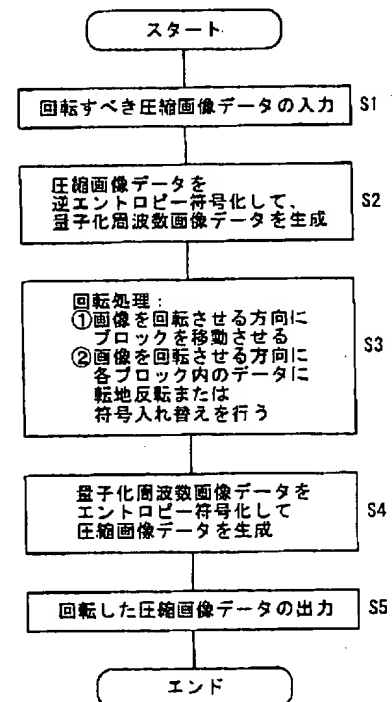 スタート
回転すべき圧縮画像データの入力 S1
圧縮画像データを
逆エントロピー符号化して、
量子化周波数画像データを生成
S2
回転処理:
①画像を回転させる方向に
ブロックを移動させる
②画像を回転させる方向に
各ブロック内のデータに
転地反転または
符号入れ替えを行う
S3
量子化周波数画像データを
エントロピー符号化して
圧縮画像データを生成
S4
回転した圧縮画像データの出力 S5
エンド